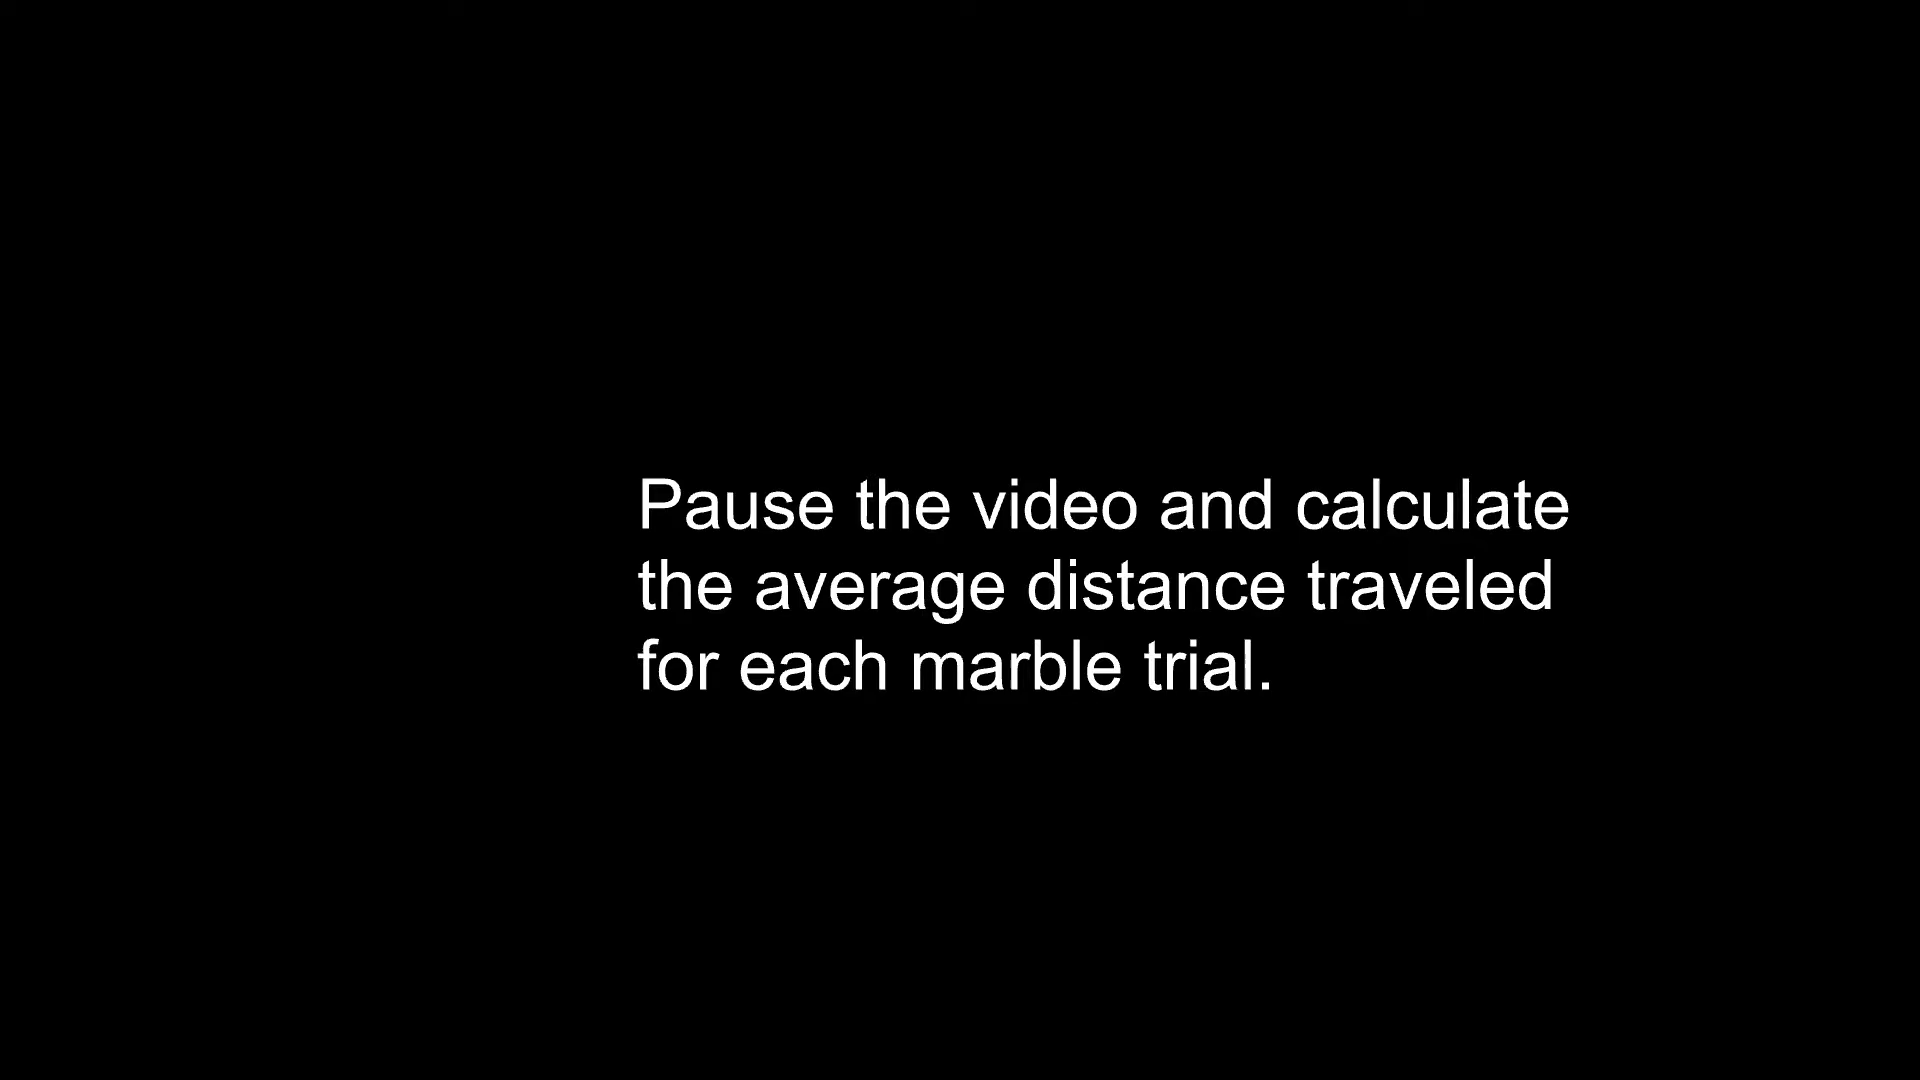 Pause the video and calculate
the average distance traveled
for each marble trial.